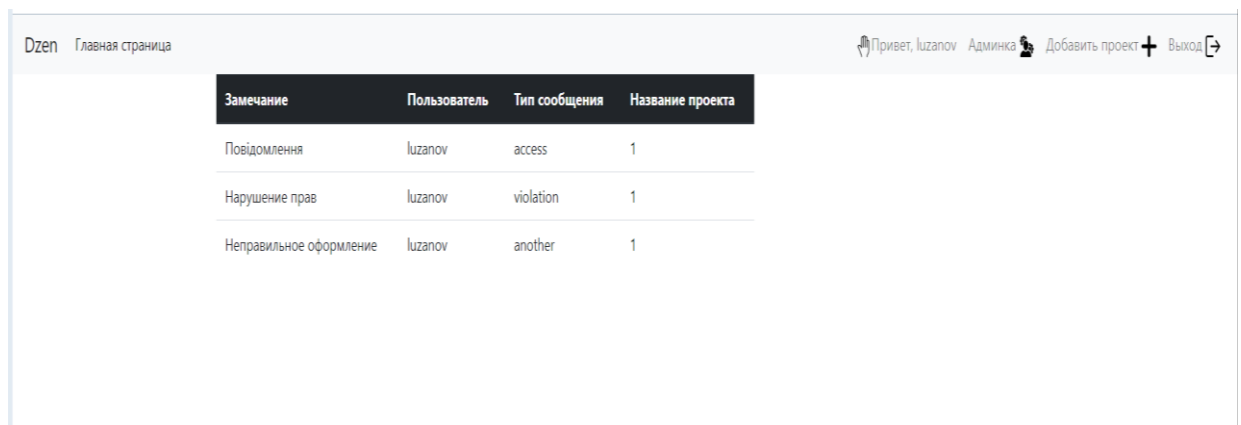 Dzen Главная страница Привет, luzanov Админка Добавить проект Выход
Замечание Пользователь Тип сообщения Название проекта
Повідомлення luzanov access 1
Нарушение прав luzanov violation 1
Неправильное оформление luzanov another 1